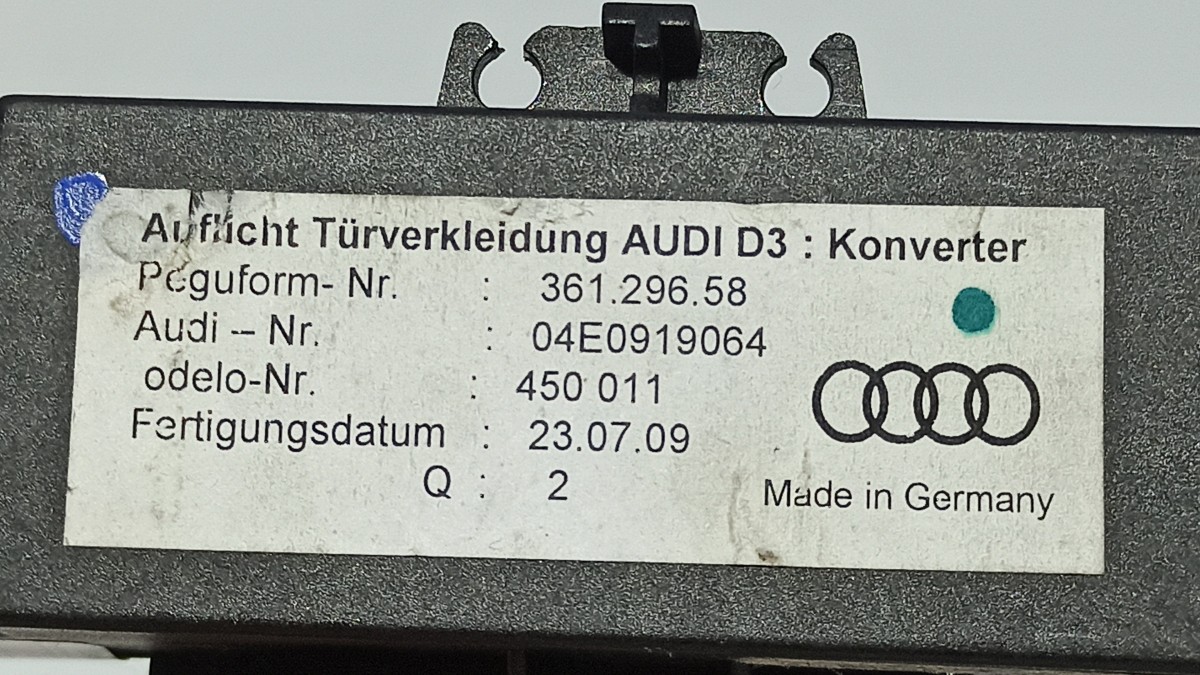 Auflicht Türverkleidung AUDI D3 : Konverter
Peguform- Nr. : 361.296.58
Audi – Nr. : 04E0919064
odelo-Nr. : 450 011
Fertigungsdatum : 23.07.09
Q : 2
Made in Germany